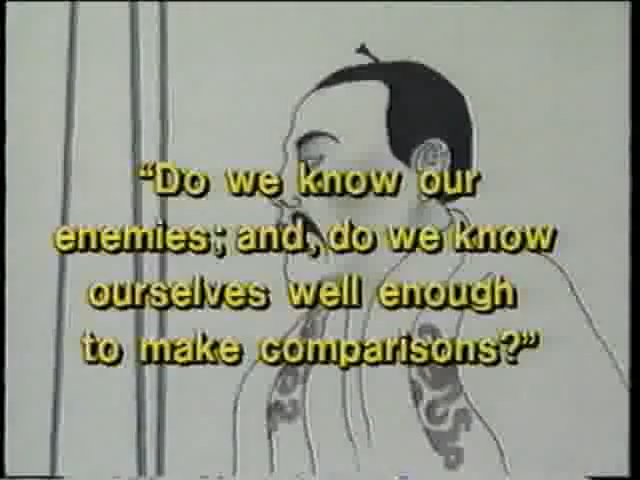 “Do we know our
enemies; and, do we know
ourselves well enough
to make comparisons?”